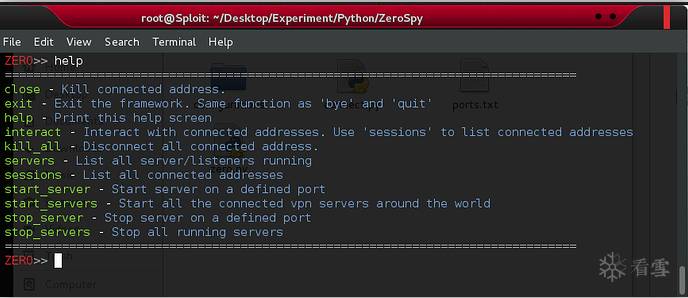 root@Sploit: ~/Desktop/Experiment/Python/ZeroSpy
File Edit View Search Terminal Help
ZERO>> help
close - Kill connected address.
exit - Exit the framework. Same function as 'bye' and 'quit'
help - Print this help screen
interact - Interact with connected addresses. Use 'sessions' to list connected addresses
kill_all - Disconnect all connected address.
servers - List all server/listeners running
sessions - List all connected addresses
start_server - Start server on a defined port
start_servers - Start all the connected vpn servers around the world
stop_server - Stop server on a defined port
stop_servers - Stop all running servers
ZERO>>
ports.txt
Computer
看雪